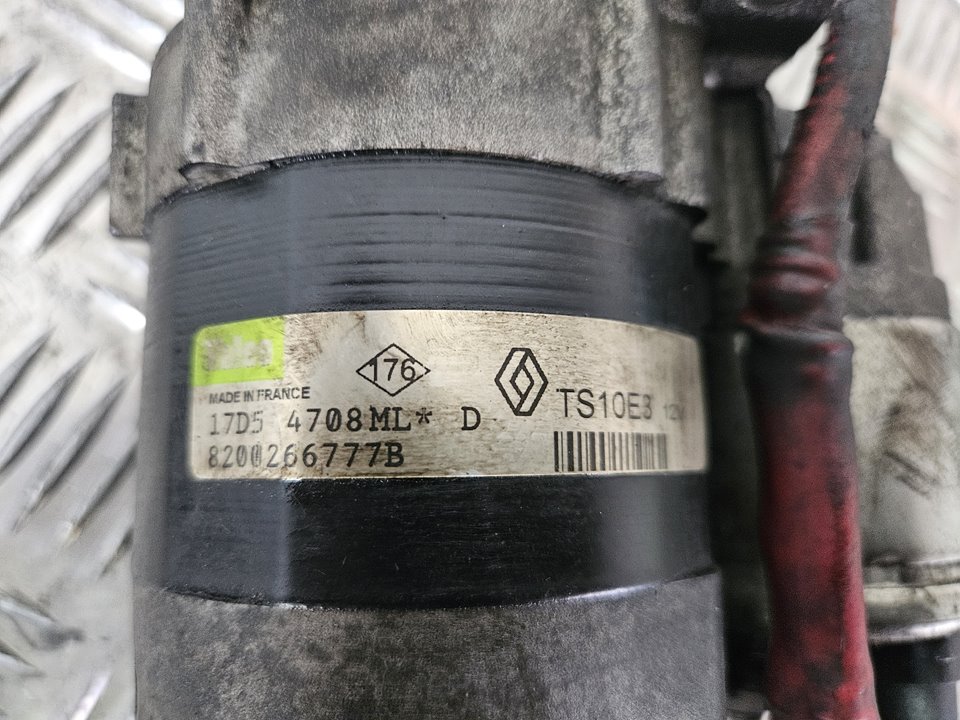 176
MADE IN FRANCE
TS10E3 12V
17D5 4708ML* D
8200266777B